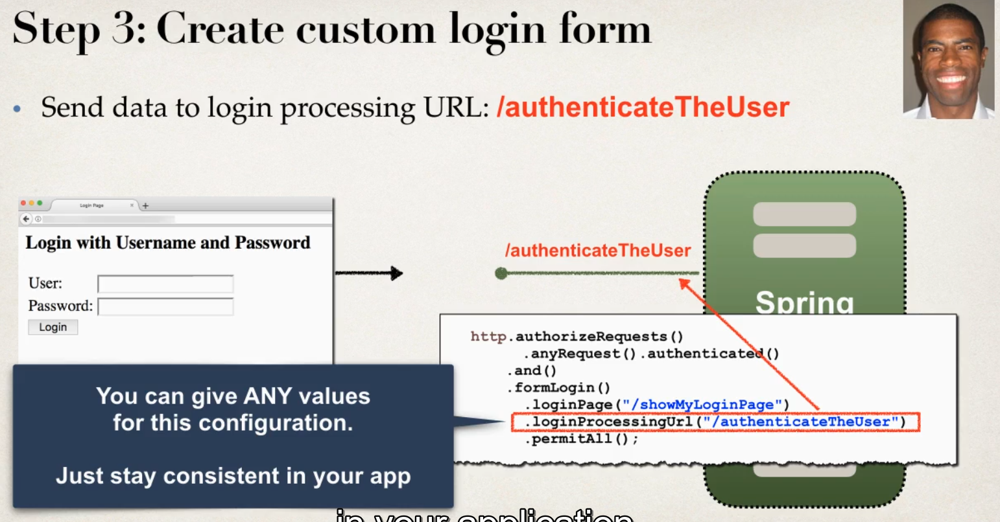 Step 3: Create custom login form
• Send data to login processing URL: /authenticateTheUser
Login Page
Login with Username and Password
User:
Password:
Login
/authenticateTheUser
Spring
http.authorizeRequests()
.anyRequest().authenticated()
.and()
.formLogin()
.loginPage("/showMyLoginPage")
.loginProcessingUrl("/authenticateTheUser")
.permitAll();
You can give ANY values
for this configuration.
Just stay consistent in your app
in your application